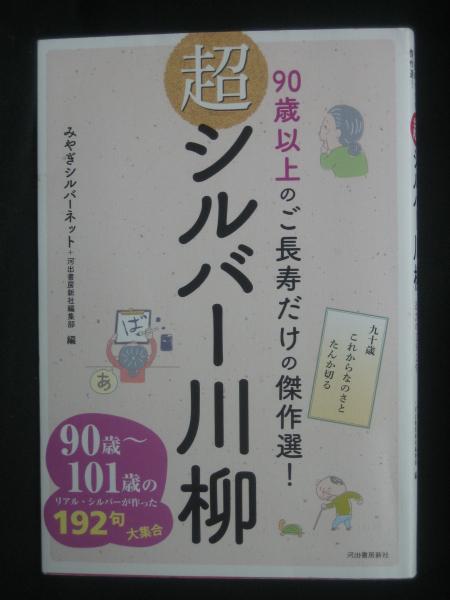 超
シルバー川柳
90歳以上のご長寿だけの傑作選！
みやぎシルバーネット＋河出書房新社編集部 編
九十歳
これからなのさと
たんか切る
ば
あ
90歳〜
101歳の
リアル・シルバーが作った
192句
大集合
河出書房新社